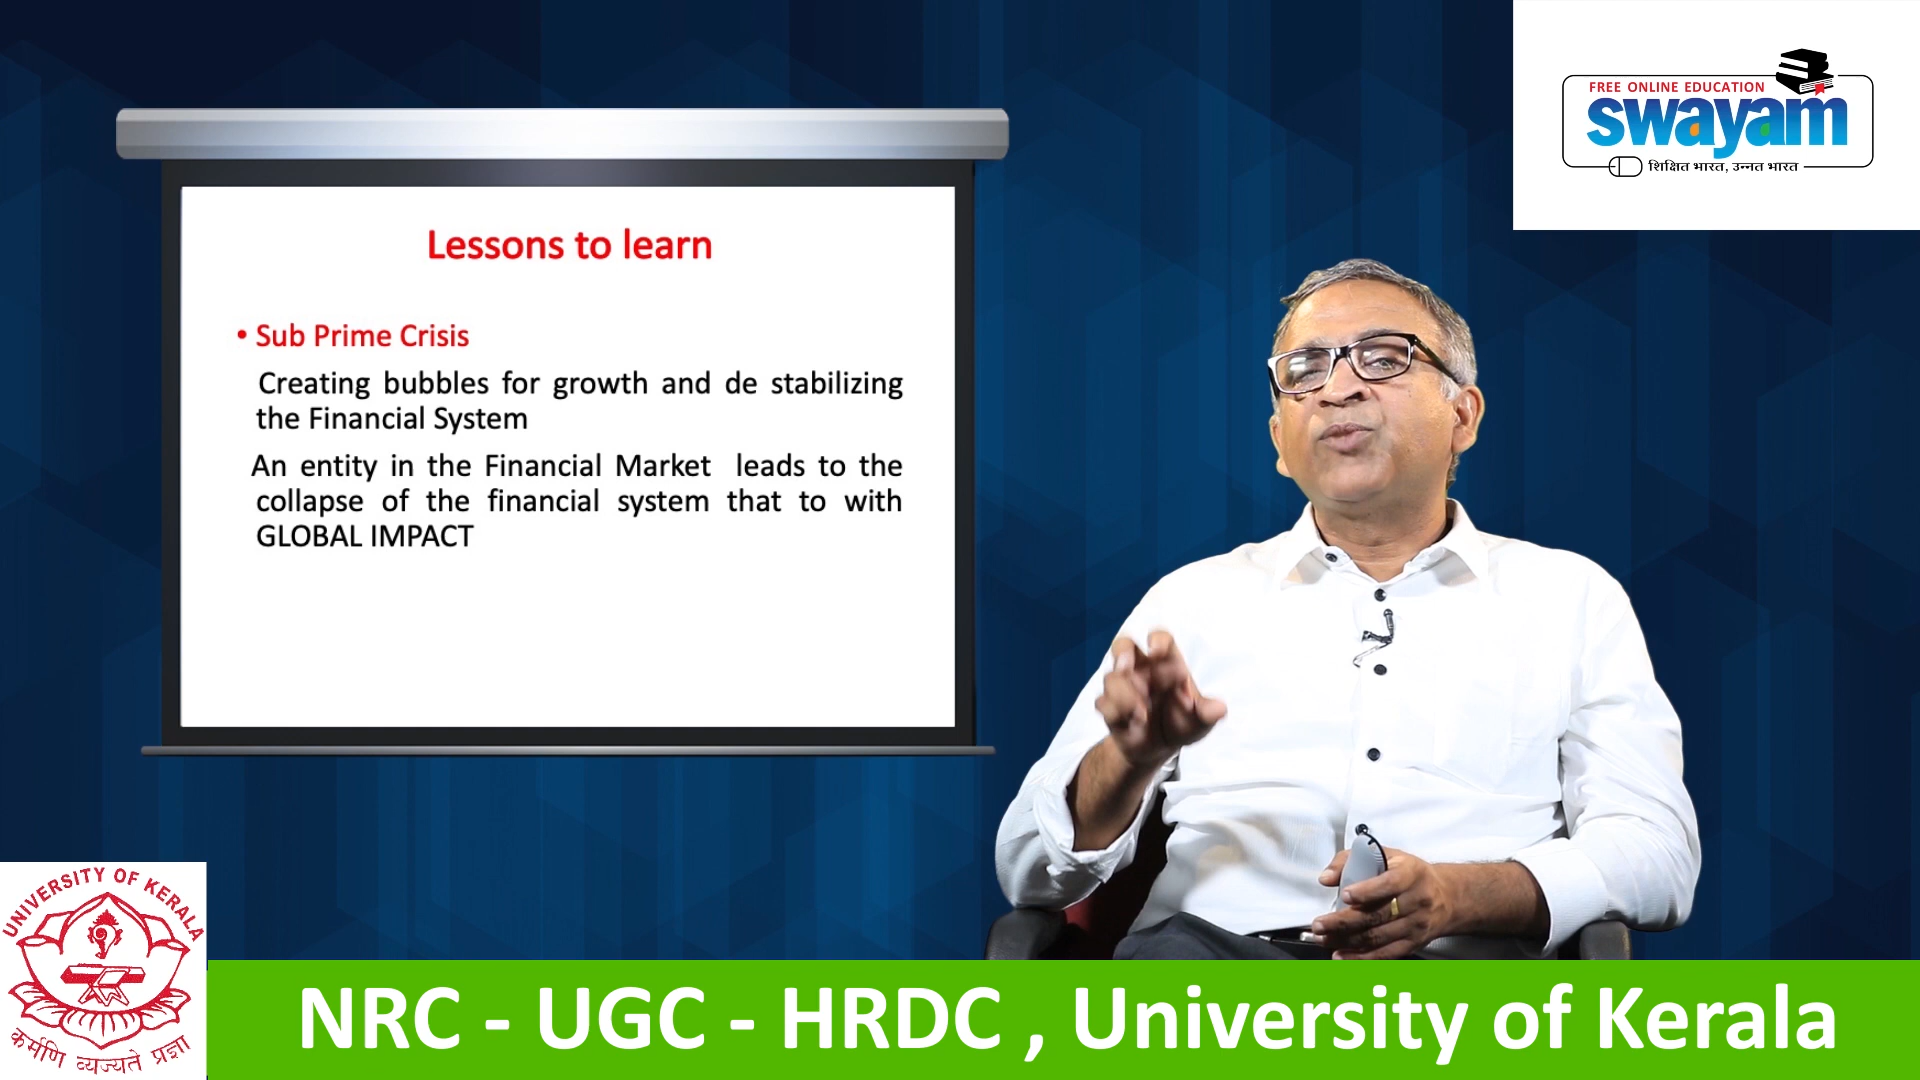 FREE ONLINE EDUCATION
swayam
शिक्षित भारत, उन्नत भारत
Lessons to learn
• Sub Prime Crisis
Creating bubbles for growth and de stabilizing
the Financial System
An entity in the Financial Market leads to the
collapse of the financial system that to with
GLOBAL IMPACT
UNIVERSITY OF KERALA
कर्मणि व्यज्यते प्रज्ञा
NRC - UGC - HRDC , University of Kerala